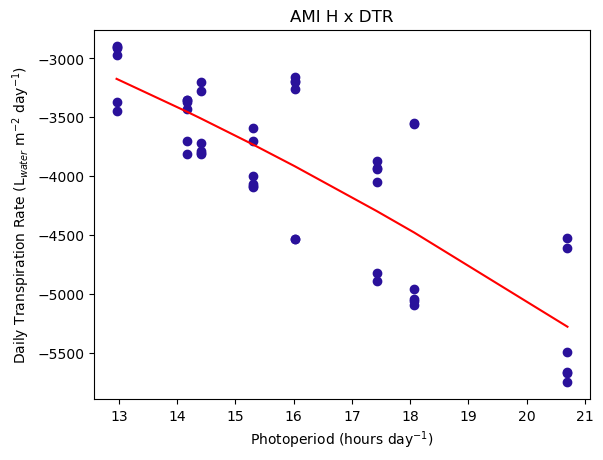 AMI H x DTR
Daily Transpiration Rate (L$_{water}$ m$^{-2}$ day$^{-1}$)
−3000
−3500
−4000
−4500
−5000
−5500
13 14 15 16 17 18 19 20 21
Photoperiod (hours day$^{-1}$)